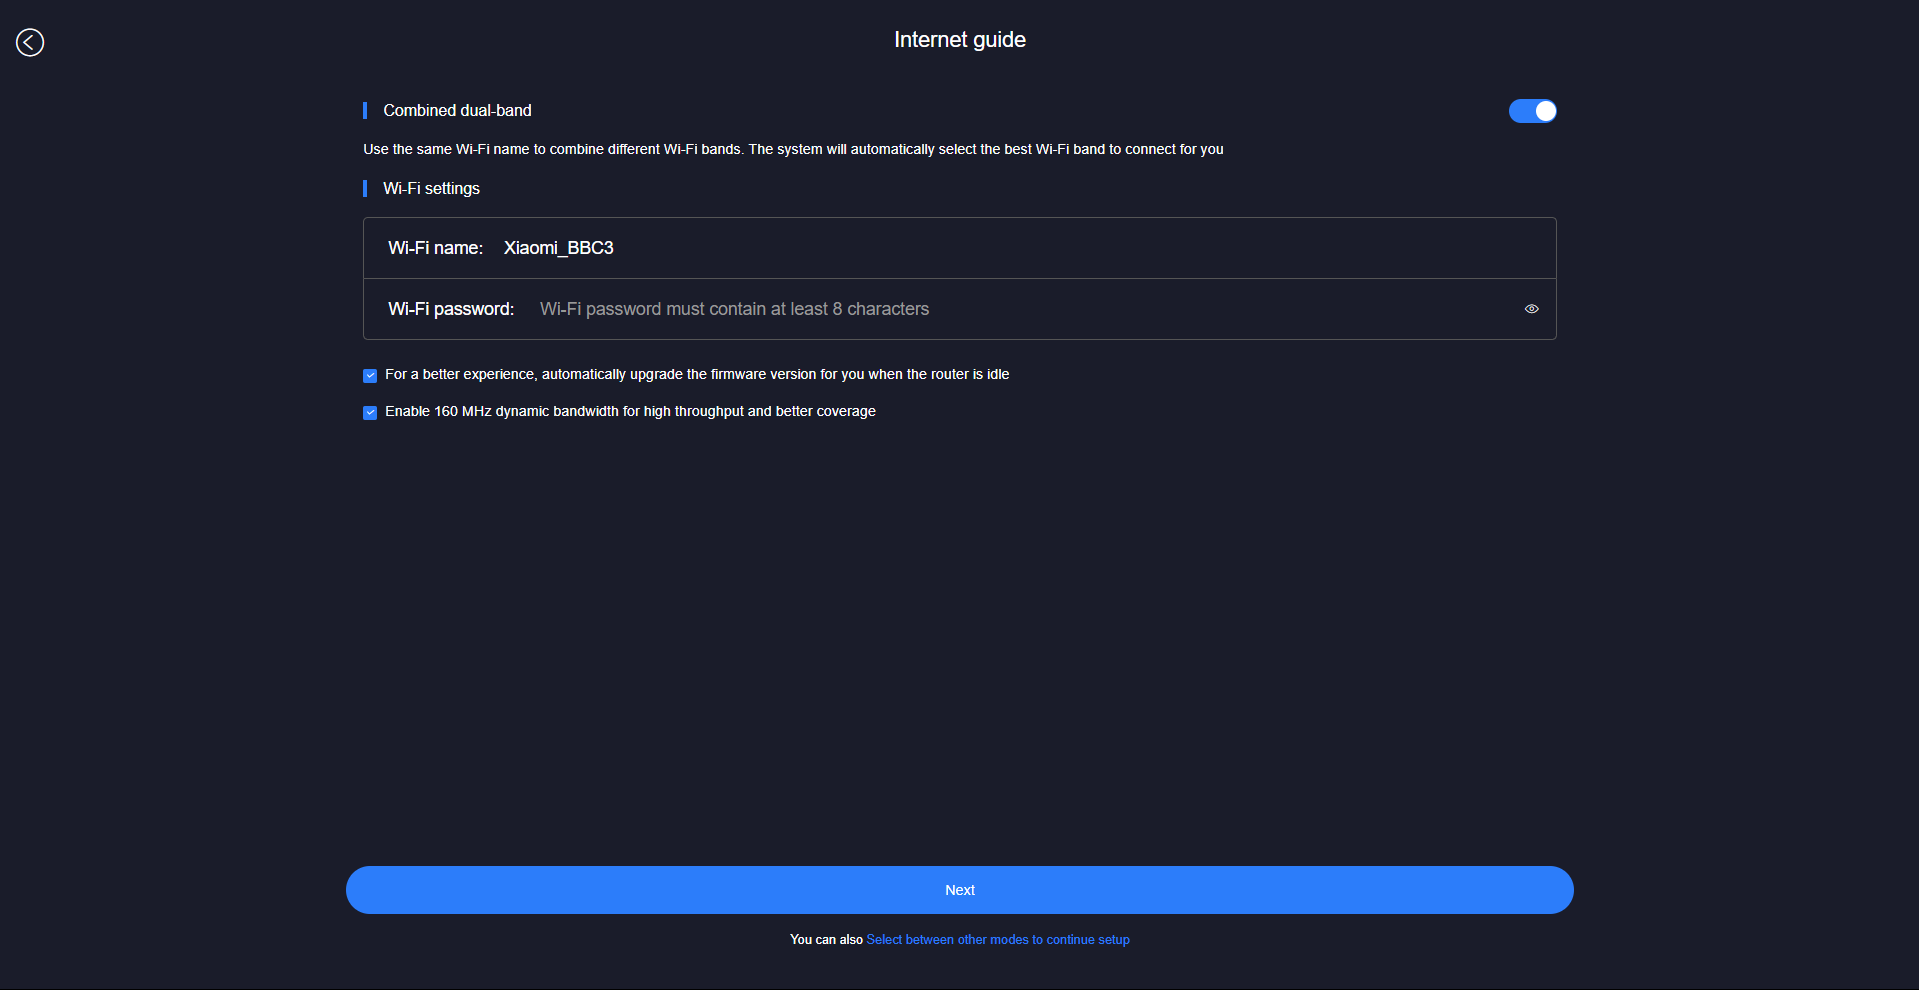 Internet guide
Combined dual-band
Use the same Wi-Fi name to combine different Wi-Fi bands. The system will automatically select the best Wi-Fi band to connect for you
Wi-Fi settings
Wi-Fi name: Xiaomi_BBC3
Wi-Fi password: Wi-Fi password must contain at least 8 characters
For a better experience, automatically upgrade the firmware version for you when the router is idle
Enable 160 MHz dynamic bandwidth for high throughput and better coverage
Next
You can also Select between other modes to continue setup